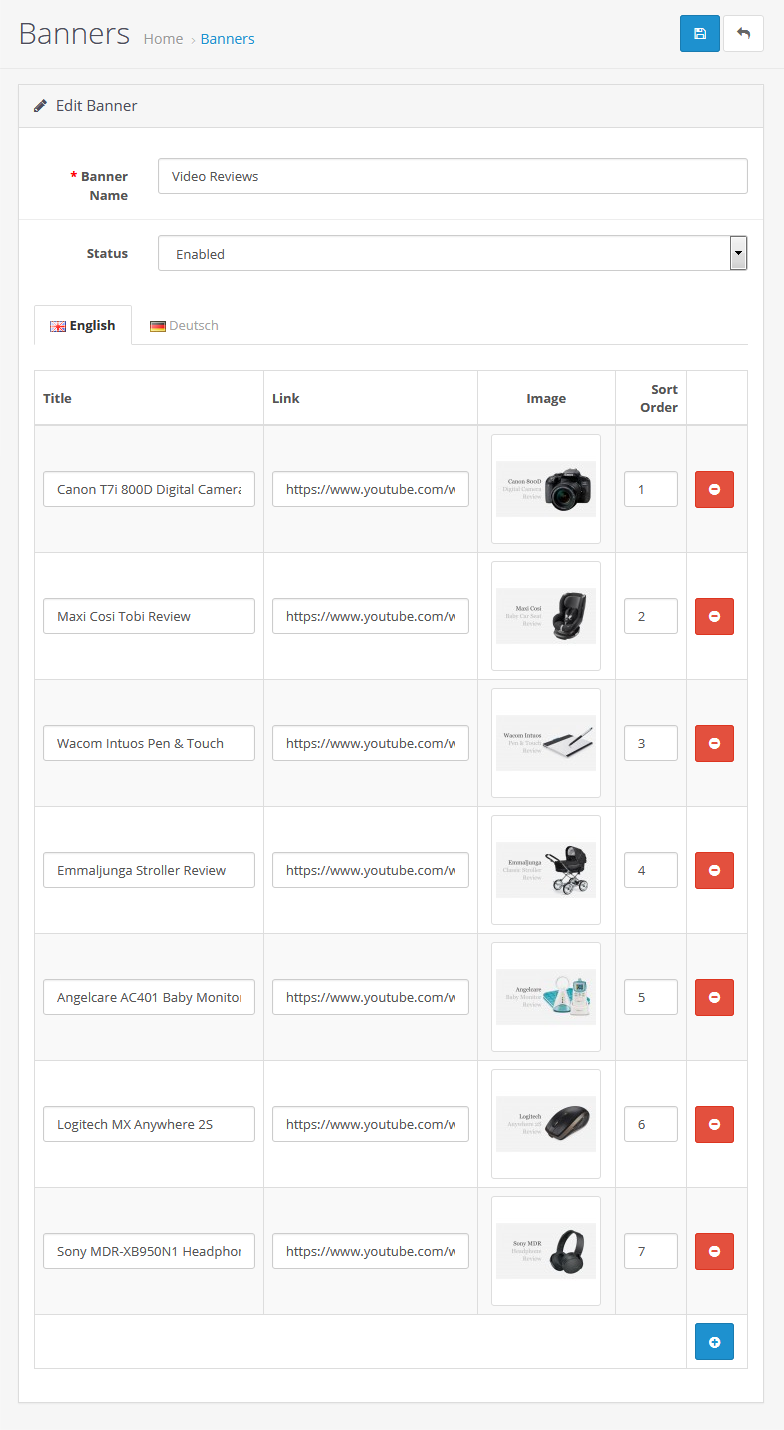 Banners Home › Banners
Edit Banner
* Banner
Name
Video Reviews
Status
Enabled
English
Deutsch
Title Link Image Sort
Order
Canon T7i 800D Digital Camera
https://www.youtube.com/w
Canon 800D
Digital Camera
Review
1
Maxi Cosi Tobi Review
https://www.youtube.com/w
Maxi Cosi
Baby Car Seat
Review
2
Wacom Intuos Pen & Touch
https://www.youtube.com/w
Wacom Intuos
Pen & Touch
Review
3
Emmaljunga Stroller Review
https://www.youtube.com/w
Emmaljunga
Classic Stroller
Review
4
Angelcare AC401 Baby Monitor
https://www.youtube.com/w
Angelcare
Baby Monitor
Review
5
Logitech MX Anywhere 2S
https://www.youtube.com/w
Logitech
Anywhere 2S
Review
6
Sony MDR-XB950N1 Headphon
https://www.youtube.com/w
Sony MDR
Headphone
Review
7